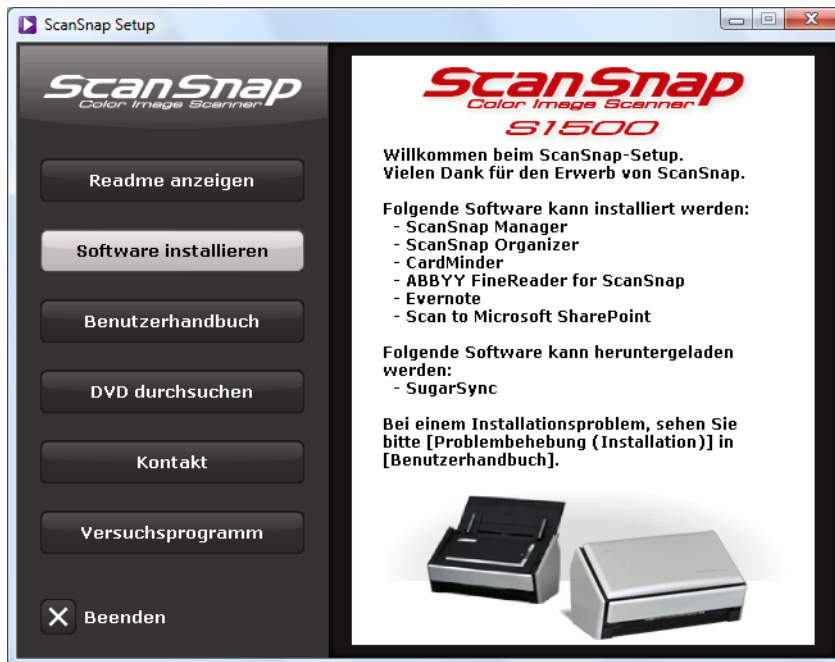 ScanSnap Setup
ScanSnap
Color Image Scanner
Readme anzeigen
Software installieren
Benutzerhandbuch
DVD durchsuchen
Kontakt
Versuchsprogramm
Beenden
ScanSnap
Color Image Scanner
S1500
Willkommen beim ScanSnap-Setup.
Vielen Dank für den Erwerb von ScanSnap.
Folgende Software kann installiert werden:
- ScanSnap Manager
- ScanSnap Organizer
- CardMinder
- ABBYY FineReader for ScanSnap
- Evernote
- Scan to Microsoft SharePoint
Folgende Software kann heruntergeladen
werden:
- SugarSync
Bei einem Installationsproblem, sehen Sie
bitte [Problembehebung (Installation)] in
[Benutzerhandbuch].